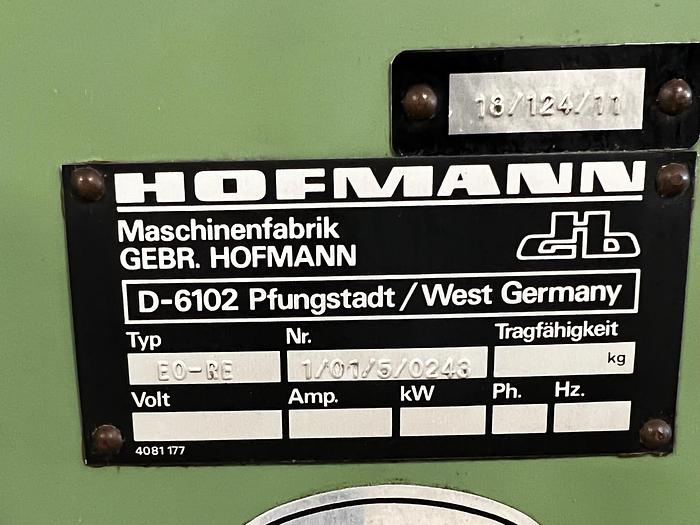 18/124/11
HOFMANN
Maschinenfabrik
GEBR. HOFMANN
D-6102 Pfungstadt/West Germany
Typ Nr. Tragfähigkeit
EO-RE 1/01/5/0243 kg
Volt Amp. kW Ph. Hz.
4081 177